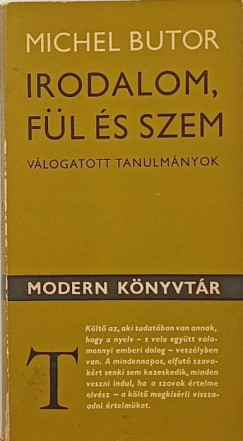 MICHEL BUTOR
IRODALOM,
FÜL ÉS SZEM
VÁLOGATOTT TANULMÁNYOK
MODERN KÖNYVTÁR
T
Költő az, aki tudatában van annak,
hogy a nyelv – s vele együtt vala-
mennyi emberi dolog – veszélyben
van. A mindennapos, elfutó szava-
kért senki sem kezeskedik, minden
veszni indul, ha a szavak értelme
elvész – a költő megkísérli vissza-
adni értelmüket.